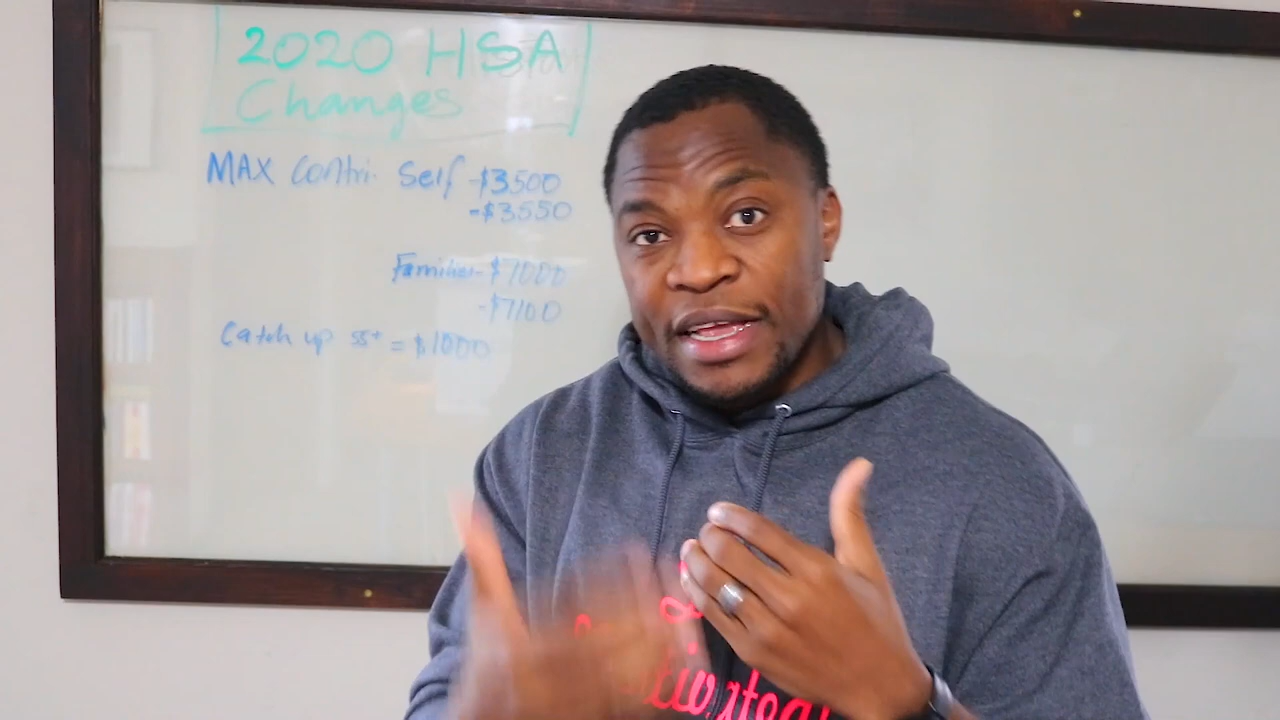 2020 HSA
Changes
MAX Contri. Self -$3500
-$3550
Families- $7000
-$7100
Catch up 55+ = $1000